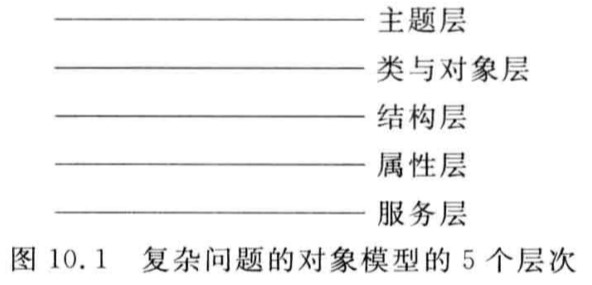 主题层
类与对象层
结构层
属性层
服务层
图 10.1 复杂问题的对象模型的 5 个层次